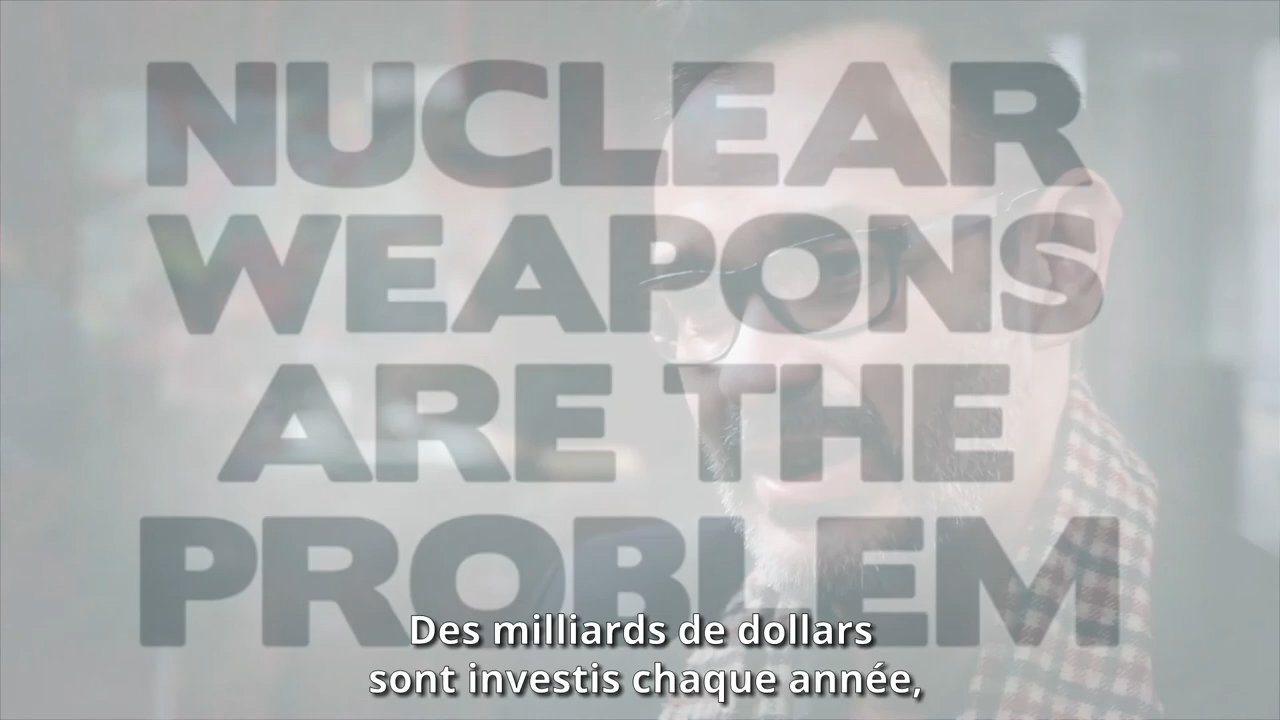 NUCLEAR
WEAPONS
ARE THE
PROBLEM
Des milliards de dollars
sont investis chaque année,